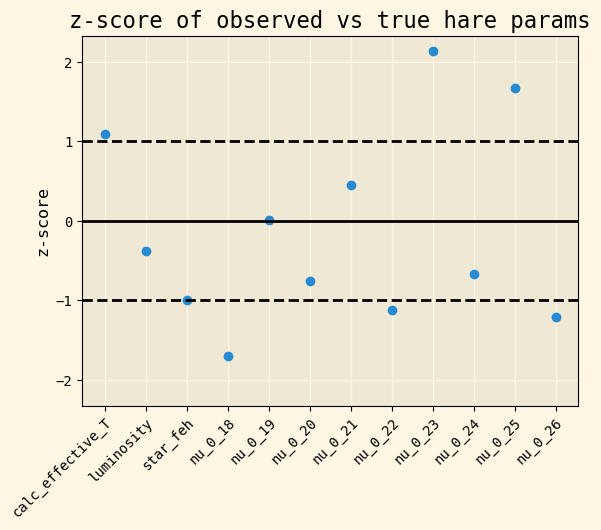 z-score of observed vs true hare params
z-score
2
1
0
−1
−2
calc_effective_T
luminosity
star_feh
nu_0_18
nu_0_19
nu_0_20
nu_0_21
nu_0_22
nu_0_23
nu_0_24
nu_0_25
nu_0_26